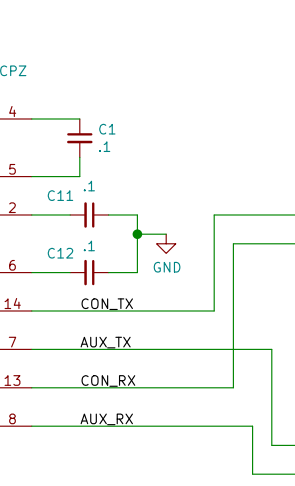 CPZ
4
C1
.1
5
.1
C11
2
.1
C12
6
GND
14 CON_TX
7 AUX_TX
13 CON_RX
8 AUX_RX